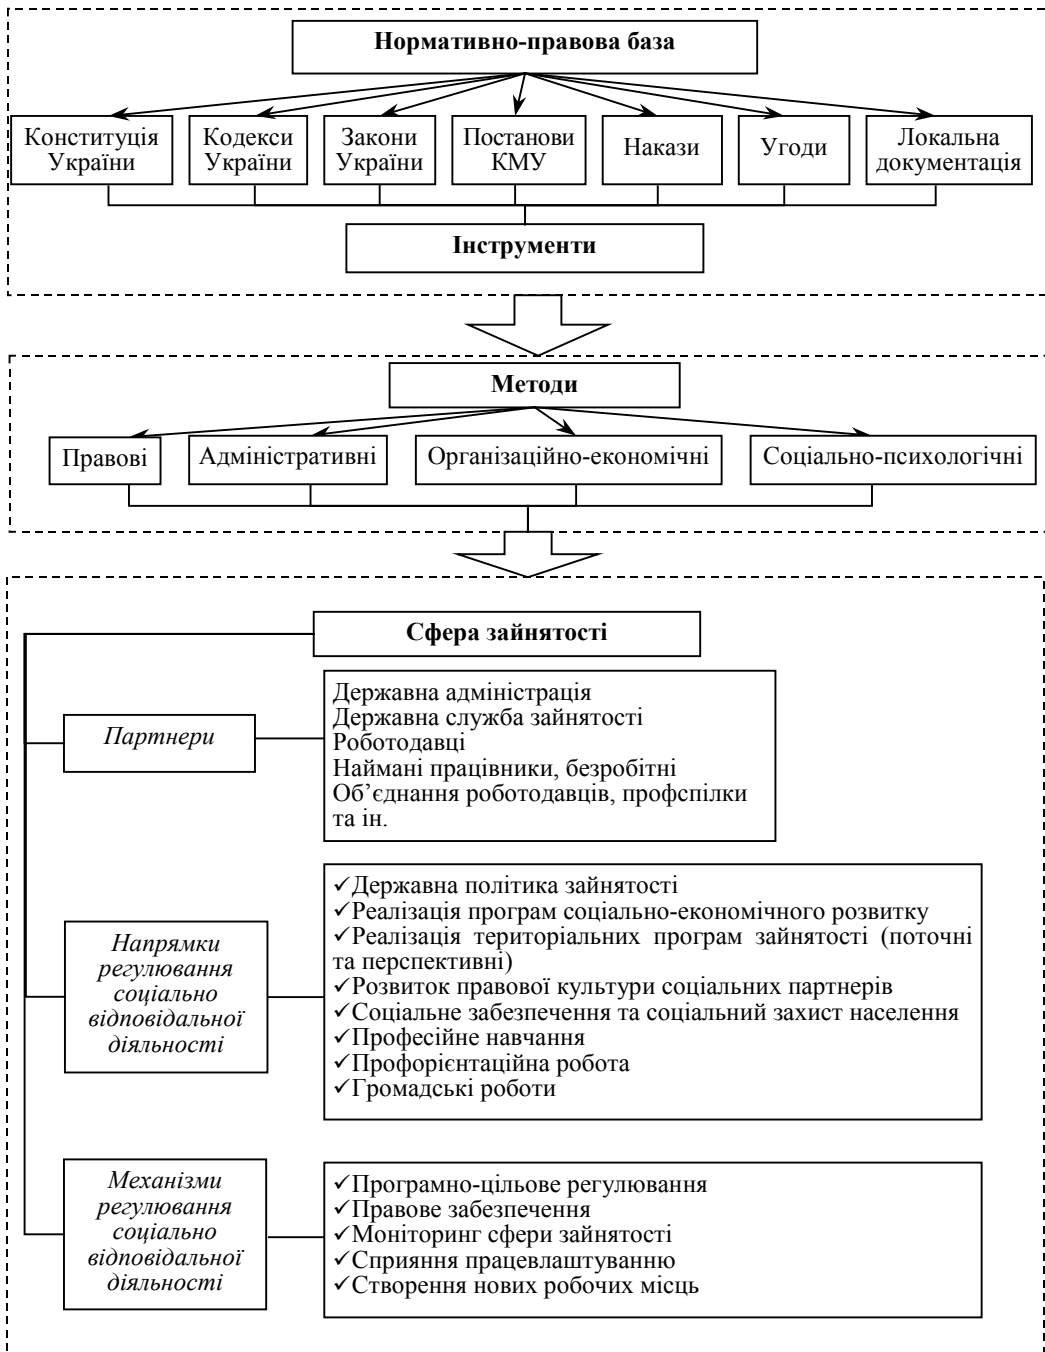 Нормативно-правова база
Конституція
України
Кодекси
України
Закони
України
Постанови
КМУ
Накази
Угоди
Локальна
документація
Інструменти
Методи
Правові
Адміністративні
Організаційно-економічні
Соціально-психологічні
Сфера зайнятості
Партнери
Державна адміністрація
Державна служба зайнятості
Роботодавці
Наймані працівники, безробітні
Об’єднання роботодавців, профспілки
та ін.
Напрямки
регулювання
соціально
відповідальної
діяльності
✓Державна політика зайнятості
✓Реалізація програм соціально-економічного розвитку
✓Реалізація територіальних програм зайнятості (поточні
та перспективні)
✓Розвиток правової культури соціальних партнерів
✓Соціальне забезпечення та соціальний захист населення
✓Професійне навчання
✓Профорієнтаційна робота
✓Громадські роботи
Механізми
регулювання
соціально
відповідальної
діяльності
✓Програмно-цільове регулювання
✓Правове забезпечення
✓Моніторинг сфери зайнятості
✓Сприяння працевлаштуванню
✓Створення нових робочих місць